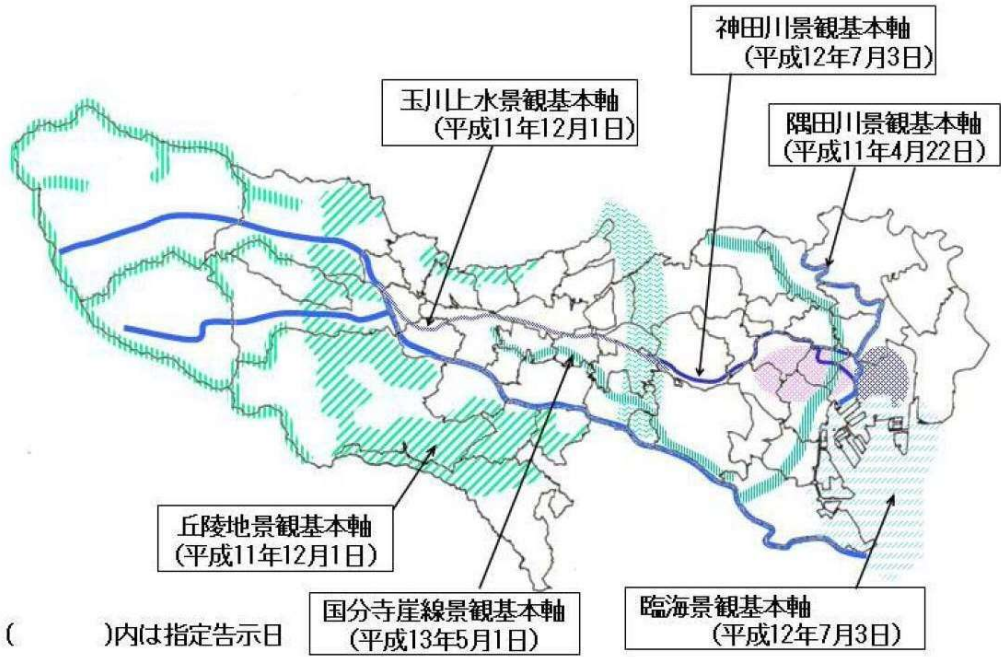 神田川景観基本軸
(平成12年7月3日)
玉川上水景観基本軸
(平成11年12月1日)
隅田川景観基本軸
(平成11年4月22日)
丘陵地景観基本軸
(平成11年12月1日)
国分寺崖線景観基本軸
(平成13年5月1日)
臨海景観基本軸
(平成12年7月3日)
(　　　)内は指定告示日